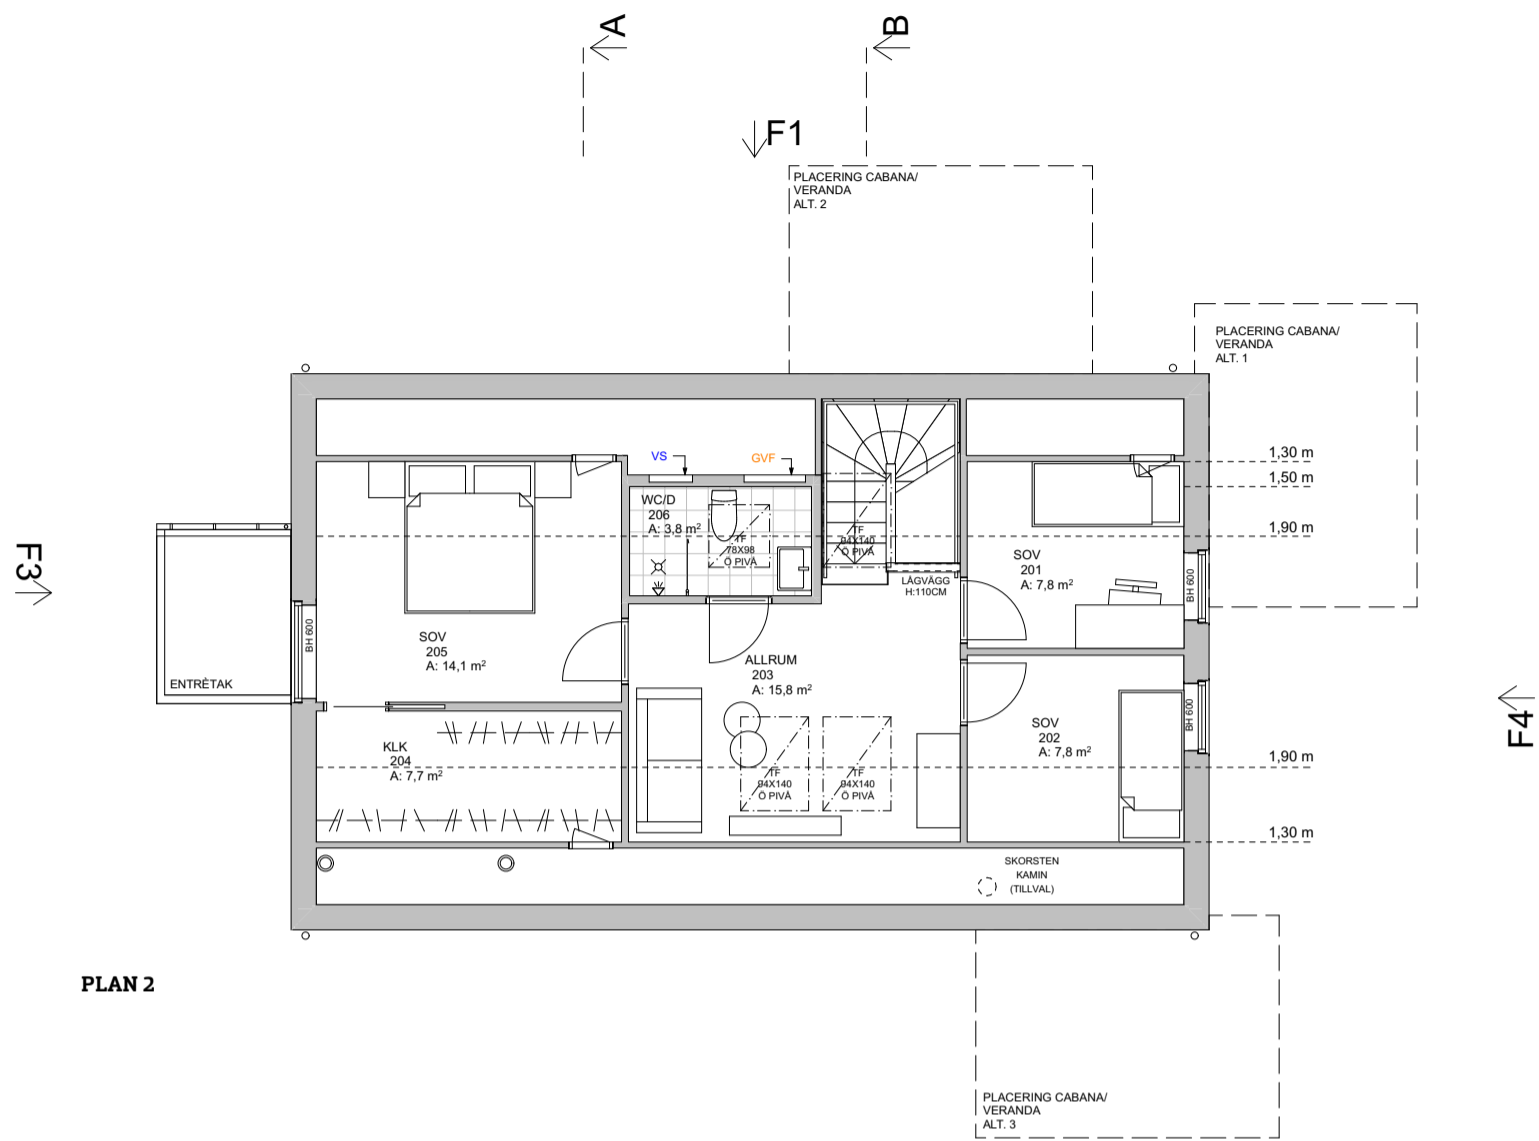 A
B
F1
PLACERING CABANA/
VERANDA
ALT. 2
PLACERING CABANA/
VERANDA
ALT. 1
1,30 m
1,50 m
1,90 m
VS
GVF
WC/D
206
A: 3,8 m²
TF
78X98
Ö PIVÅ
TF
94X140
Ö PIVÅ
LÅGVÄGG
H:110CM
SOV
201
A: 7,8 m²
BH 600
F3
BH 600
SOV
205
A: 14,1 m²
ENTRÉTAK
ALLRUM
203
A: 15,8 m²
SOV
202
A: 7,8 m²
BH 600
F4
KLK
204
A: 7,7 m²
TF
94X140
Ö PIVÅ
TF
94X140
Ö PIVÅ
1,90 m
1,30 m
SKORSTEN
KAMIN
(TILLVAL)
PLAN 2
PLACERING CABANA/
VERANDA
ALT. 3